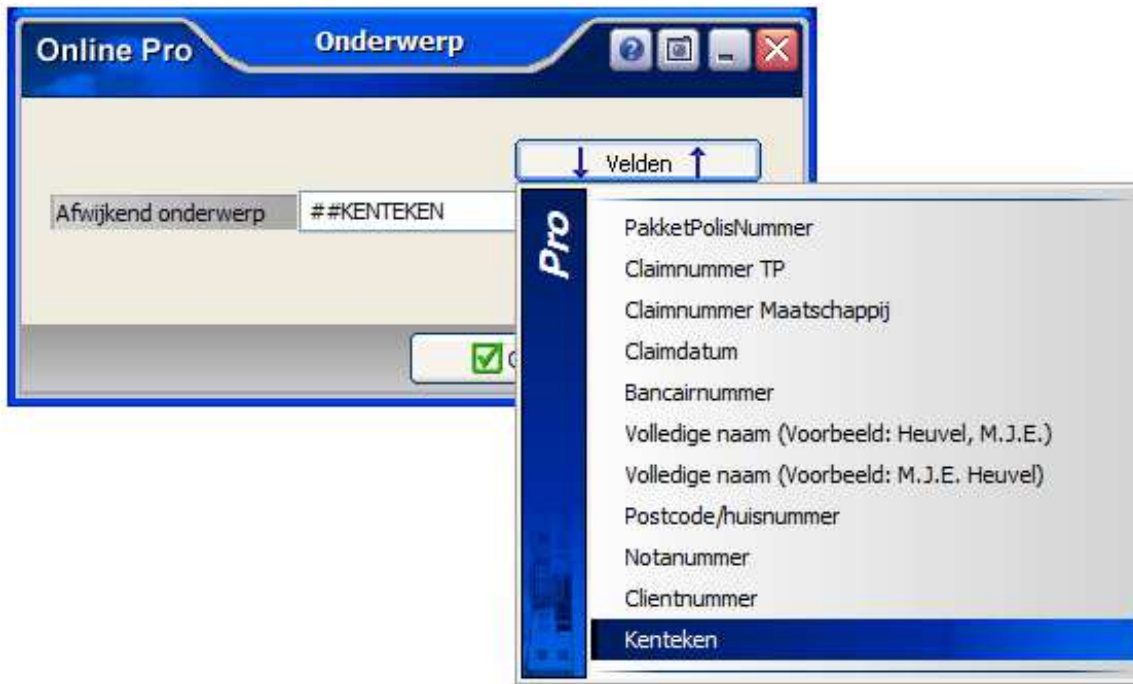 Online Pro
Onderwerp
Velden
Afwijkend onderwerp
##KENTEKEN
Pro
PakketPolisNummer
Claimnummer TP
Claimnummer Maatschappij
Claimdatum
Bancairnummer
Volledige naam (Voorbeeld: Heuvel, M.J.E.)
Volledige naam (Voorbeeld: M.J.E. Heuvel)
Postcode/huisnummer
Notanummer
Clientnummer
Kenteken